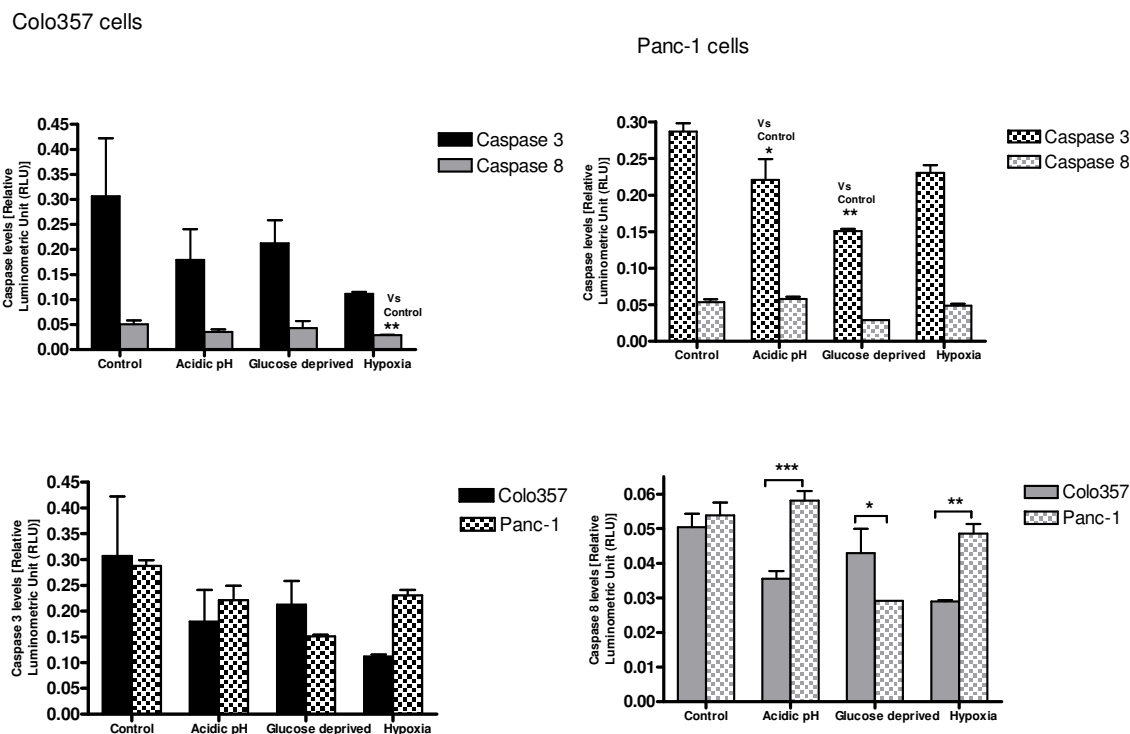 Colo357 cells
Panc-1 cells
Caspase levels [Relative
Luminometric Unit (RLU)]
0.45
0.40
0.35
0.30
0.25
0.20
0.15
0.10
0.05
0.00
Vs
Control
**
Control Acidic pH Glucose deprived Hypoxia
Caspase 3
Caspase 8
Caspase levels [Relative
Luminometric Unit (RLU)]
0.30
0.25
0.20
0.15
0.10
0.05
0.00
Vs
Control
*
Vs
Control
**
Control Acidic pH Glucose deprived Hypoxia
Caspase 3
Caspase 8
Caspase 3 levels [Relative
Luminometric Unit (RLU)]
0.45
0.40
0.35
0.30
0.25
0.20
0.15
0.10
0.05
0.00
Control Acidic pH Glucose deprived Hypoxia
Colo357
Panc-1
Caspase 8 levels [Relative
Luminometric Unit (RLU)]
0.06
0.05
0.04
0.03
0.02
0.01
0.00
***
*
**
Control Acidic pH Glucose deprived Hypoxia
Colo357
Panc-1